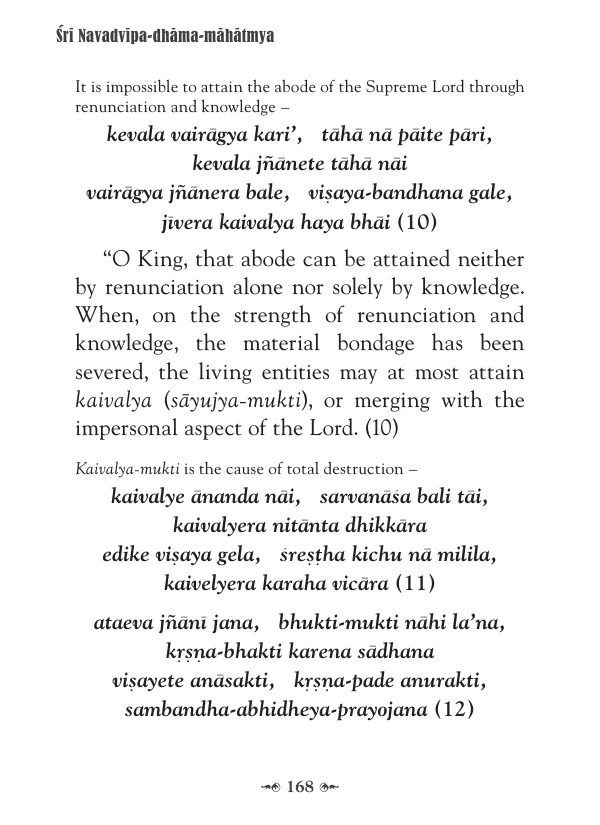 Śrī Navadvīpa-dhāma-māhātmya
It is impossible to attain the abode of the Supreme Lord through
renunciation and knowledge –
kevala vairāgya kari’, tāhā nā pāite pāri,
kevala jñānete tāhā nāi
vairāgya jñānera bale, viṣaya-bandhana gale,
jīvera kaivalya haya bhāi (10)
“O King, that abode can be attained neither
by renunciation alone nor solely by knowledge.
When, on the strength of renunciation and
knowledge, the material bondage has been
severed, the living entities may at most attain
kaivalya (sāyujya-mukti), or merging with the
impersonal aspect of the Lord. (10)
Kaivalya-mukti is the cause of total destruction –
kaivalye ānanda nāi, sarvanāśa bali tāi,
kaivalyera nitānta dhikkāra
edike viṣaya gela, śreṣṭha kichu nā milila,
kaivelyera karaha vicāra (11)
ataeva jñānī jana, bhukti-mukti nāhi la’na,
kṛṣṇa-bhakti karena sādhana
viṣayete anāsakti, kṛṣṇa-pade anurakti,
sambandha-abhidheya-prayojana (12)
168